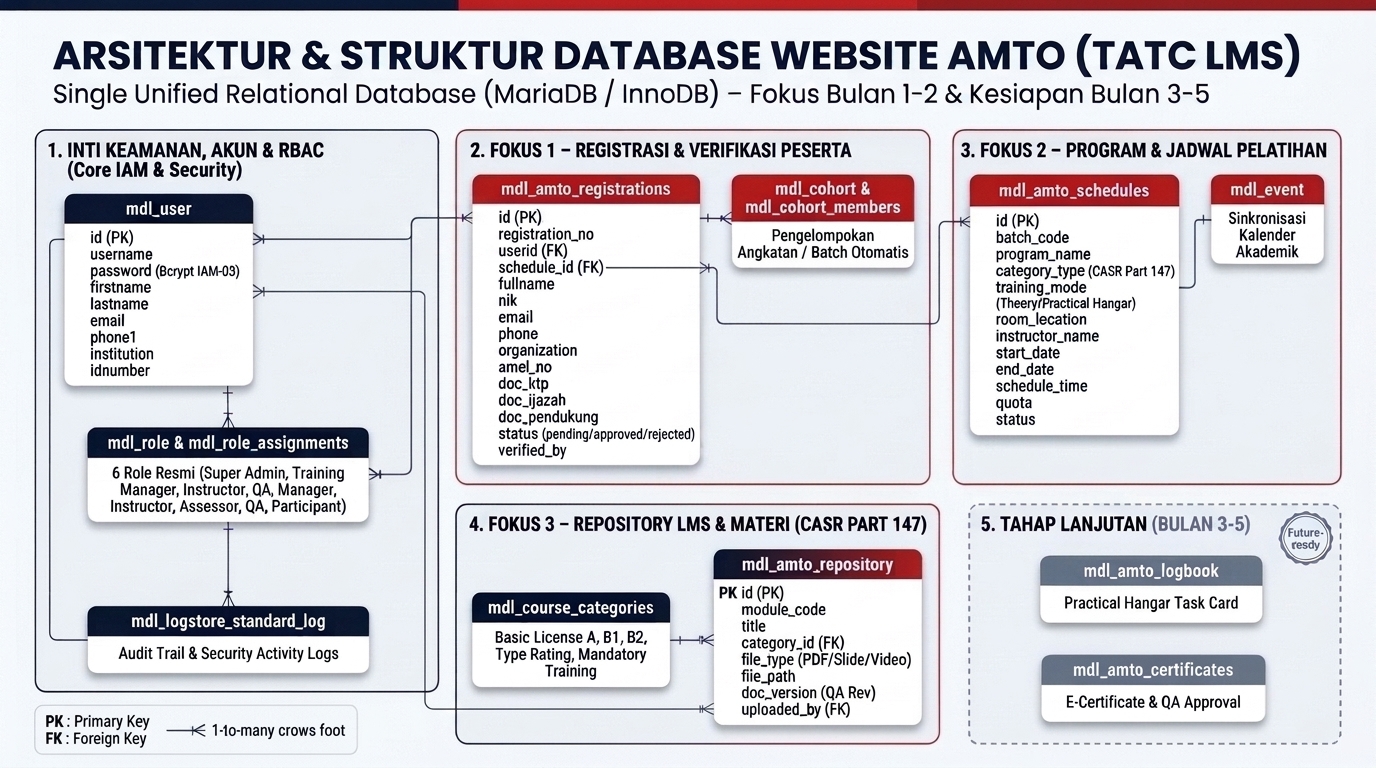 ARSITEKTUR & STRUKTUR DATABASE WEBSITE AMTO (TATC LMS)
Single Unified Relational Database (MariaDB / InnoDB) – Fokus Bulan 1-2 & Kesiapan Bulan 3-5
1. INTI KEAMANAN, AKUN & RBAC
(Core IAM & Security)
mdl_user
id (PK)
username
password (Bcrypt IAM-03)
firstname
lastname
email
phone1
institution
idnumber
mdl_role & mdl_role_assignments
6 Role Resmi (Super Admin, Training
Manager, Instructor, QA, Manager,
Instructor, Assessor, QA, Participant)
mdl_logstore_standard_log
Audit Trail & Security Activity Logs
PK : Primary Key
FK : Foreign Key
1-to-many crows foot
2. FOKUS 1 – REGISTRASI & VERIFIKASI PESERTA
mdl_amto_registrations
id (PK)
registration_no
userid (FK)
schedule_id (FK)
fullname
nik
email
phone
organization
amel_no
doc_ktp
doc_ijazah
doc_pendukung
status (pending/approved/rejected)
verified_by
mdl_cohort &
mdl_cohort_members
Pengelompokan
Angkatan / Batch Otomatis
3. FOKUS 2 – PROGRAM & JADWAL PELATIHAN
mdl_amto_schedules
id (PK)
batch_code
program_name
category_type (CASR Part 147)
training_mode
(Theery/Practical Hangar)
room_lecation
instructor_name
start_date
end_date
schedule_time
quota
status
mdl_event
Sinkronisasi
Kalender
Akademik
4. FOKUS 3 – REPOSITORY LMS & MATERI (CASR PART 147)
mdl_course_categories
Basic License A, B1, B2,
Type Rating, Mandatory
Training
mdl_amto_repository
PK id (PK)
module_code
title
category_id (FK)
file_type (PDF/Slide/Video)
fiie_path
doc_version (QA Rev)
uploaded_by (FK)
5. TAHAP LANJUTAN (BULAN 3-5)
Future-
resdy
mdl_amto_logbook
Practical Hangar Task Card
mdl_amto_certificates
E-Certificate & QA Approval